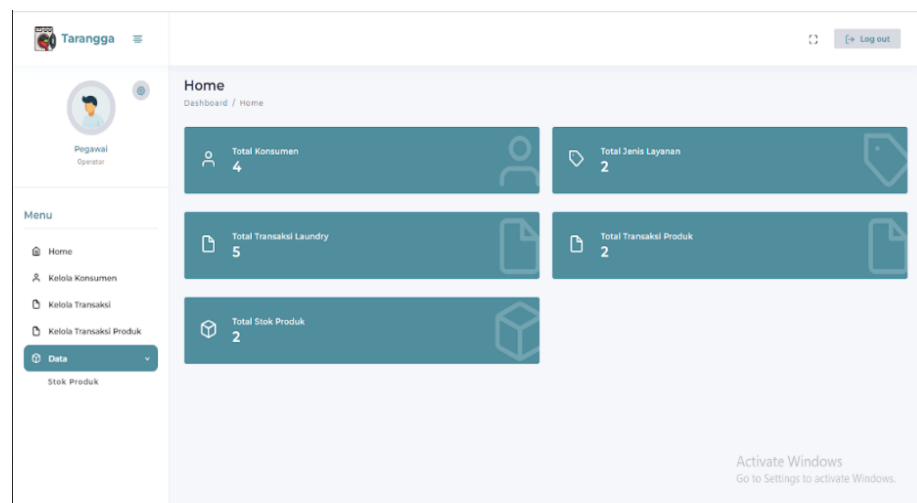 Tarangga
Log out
Pegawai
Operator
Menu
Home
Kelola Konsumen
Kelola Transaksi
Kelola Transaksi Produk
Data
Stok Produk
Home
Dashboard / Home
Total Konsumen
4
Total Jenis Layanan
2
Total Transaksi Laundry
5
Total Transaksi Produk
2
Total Stok Produk
2
Activate Windows
Go to Settings to activate Windows.